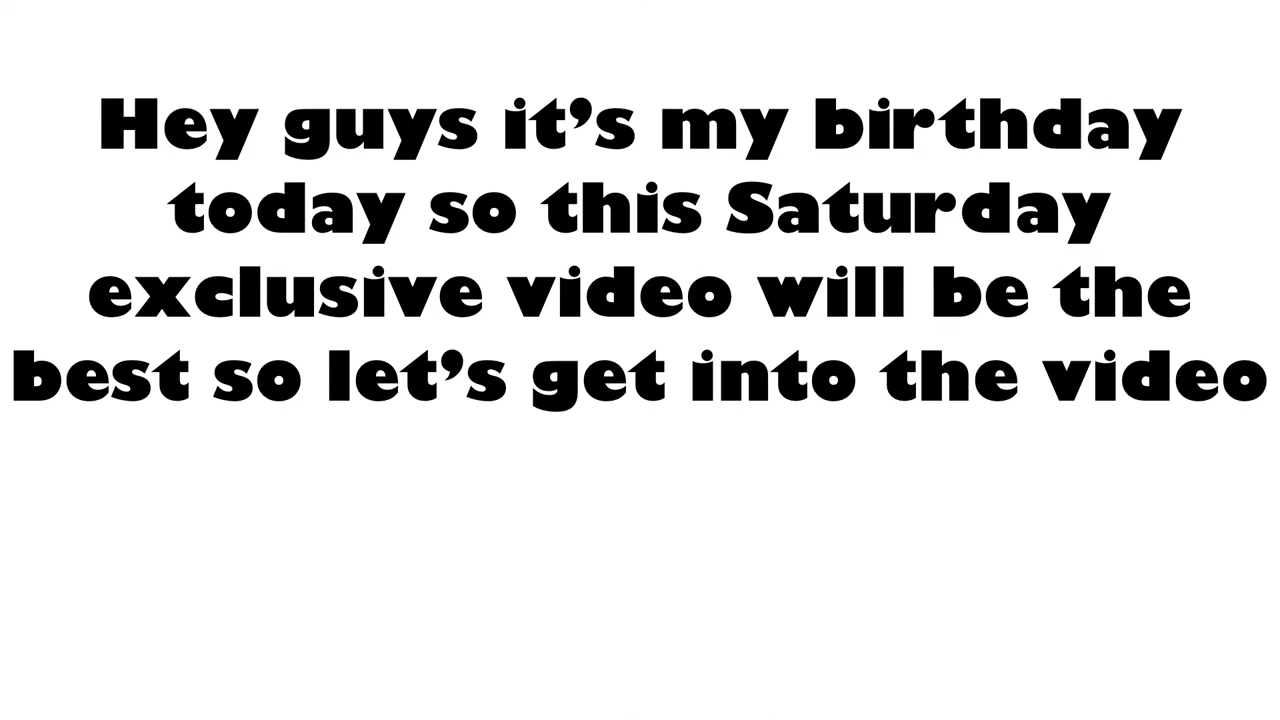 Hey guys it’s my birthday
today so this Saturday
exclusive video will be the
best so let’s get into the video